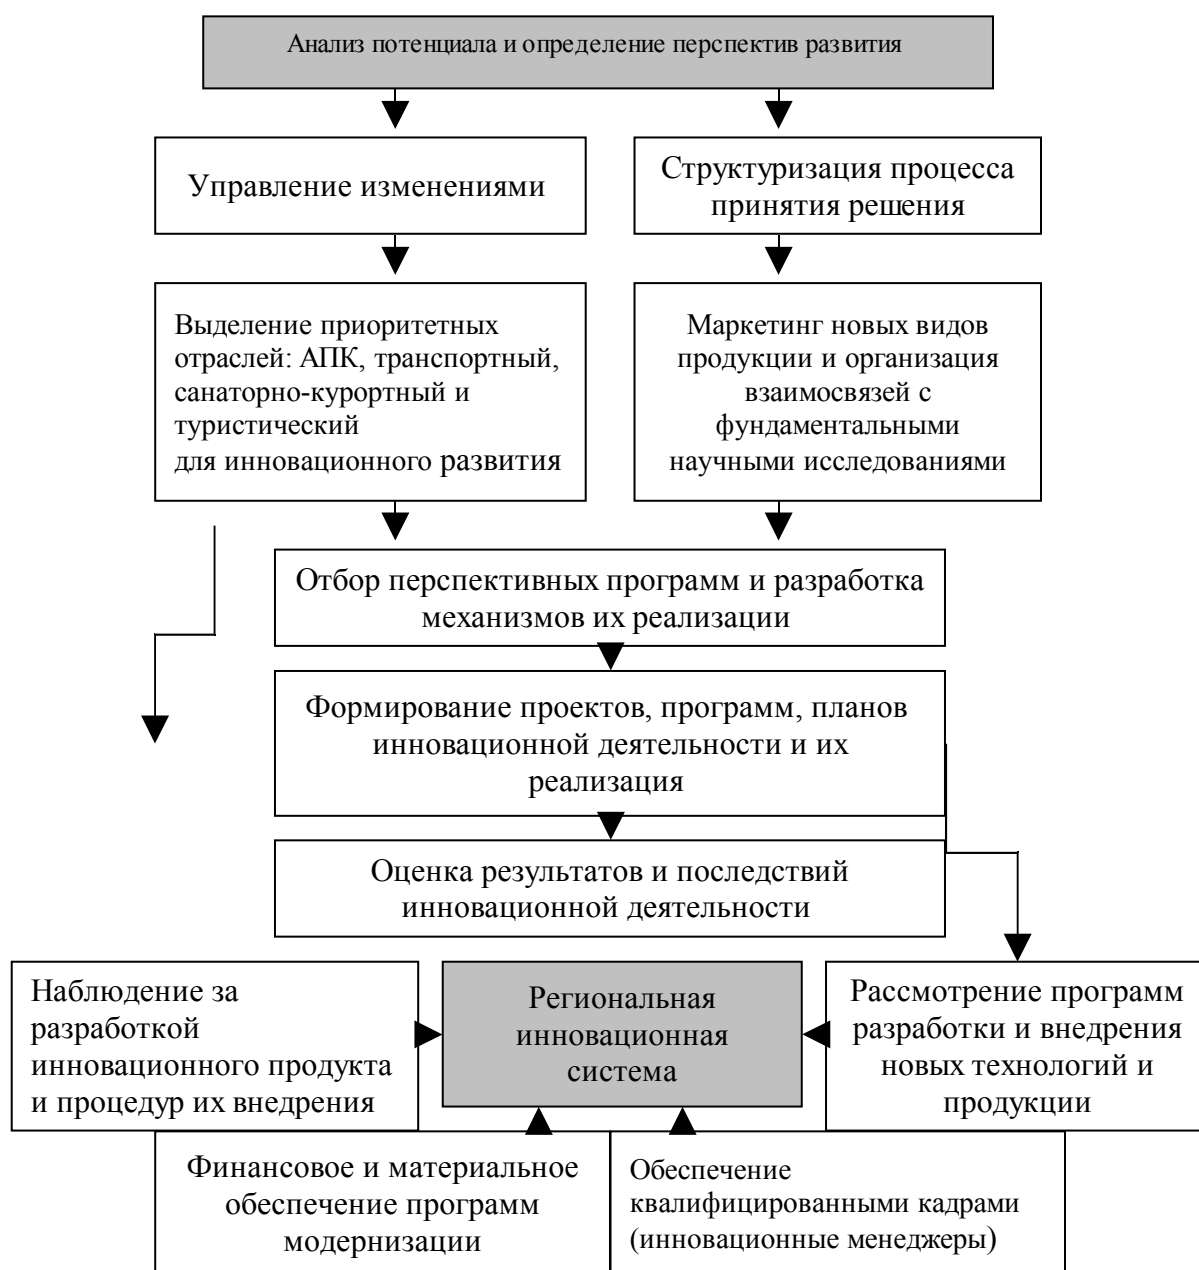 Анализ потенциала и определение перспектив развития
Управление изменениями
Структуризация процесса
принятия решения
Выделение приоритетных
отраслей: АПК, транспортный,
санаторно-курортный и
туристический
для инновационного развития
Маркетинг новых видов
продукции и организация
взаимосвязей с
фундаментальными
научными исследованиями
Отбор перспективных программ и разработка
механизмов их реализации
Формирование проектов, программ, планов
инновационной деятельности и их
реализация
Оценка результатов и последствий
инновационной деятельности
Наблюдение за
разработкой
инновационного продукта
и процедур их внедрения
Региональная
инновационная
система
Рассмотрение программ
разработки и внедрения
новых технологий и
продукции
Финансовое и материальное
обеспечение программ
модернизации
Обеспечение
квалифицированными кадрами
(инновационные менеджеры)